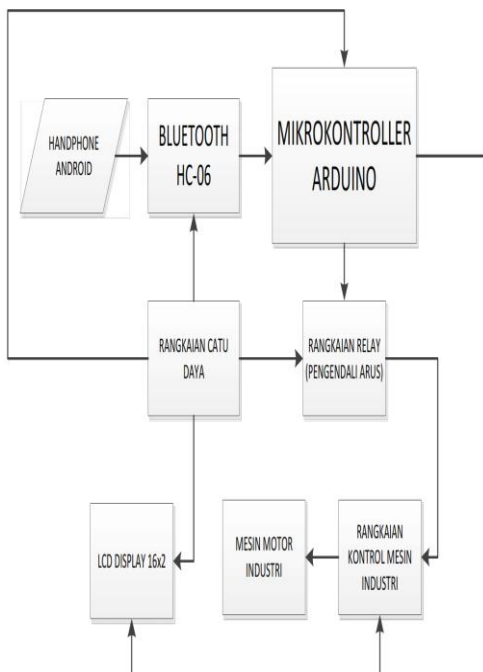 HANDPHONE
ANDROID
BLUETOOTH
HC-06
MIKROKONTROLLER
ARDUINO
RANGKAIAN CATU
DAYA
RANGKAIAN RELAY
(PENGENDALI ARUS)
LCD DISPLAY 16x2
MESIN MOTOR
INDUSTRI
RANGKAIAN
KONTROL MESIN
INDUSTRI